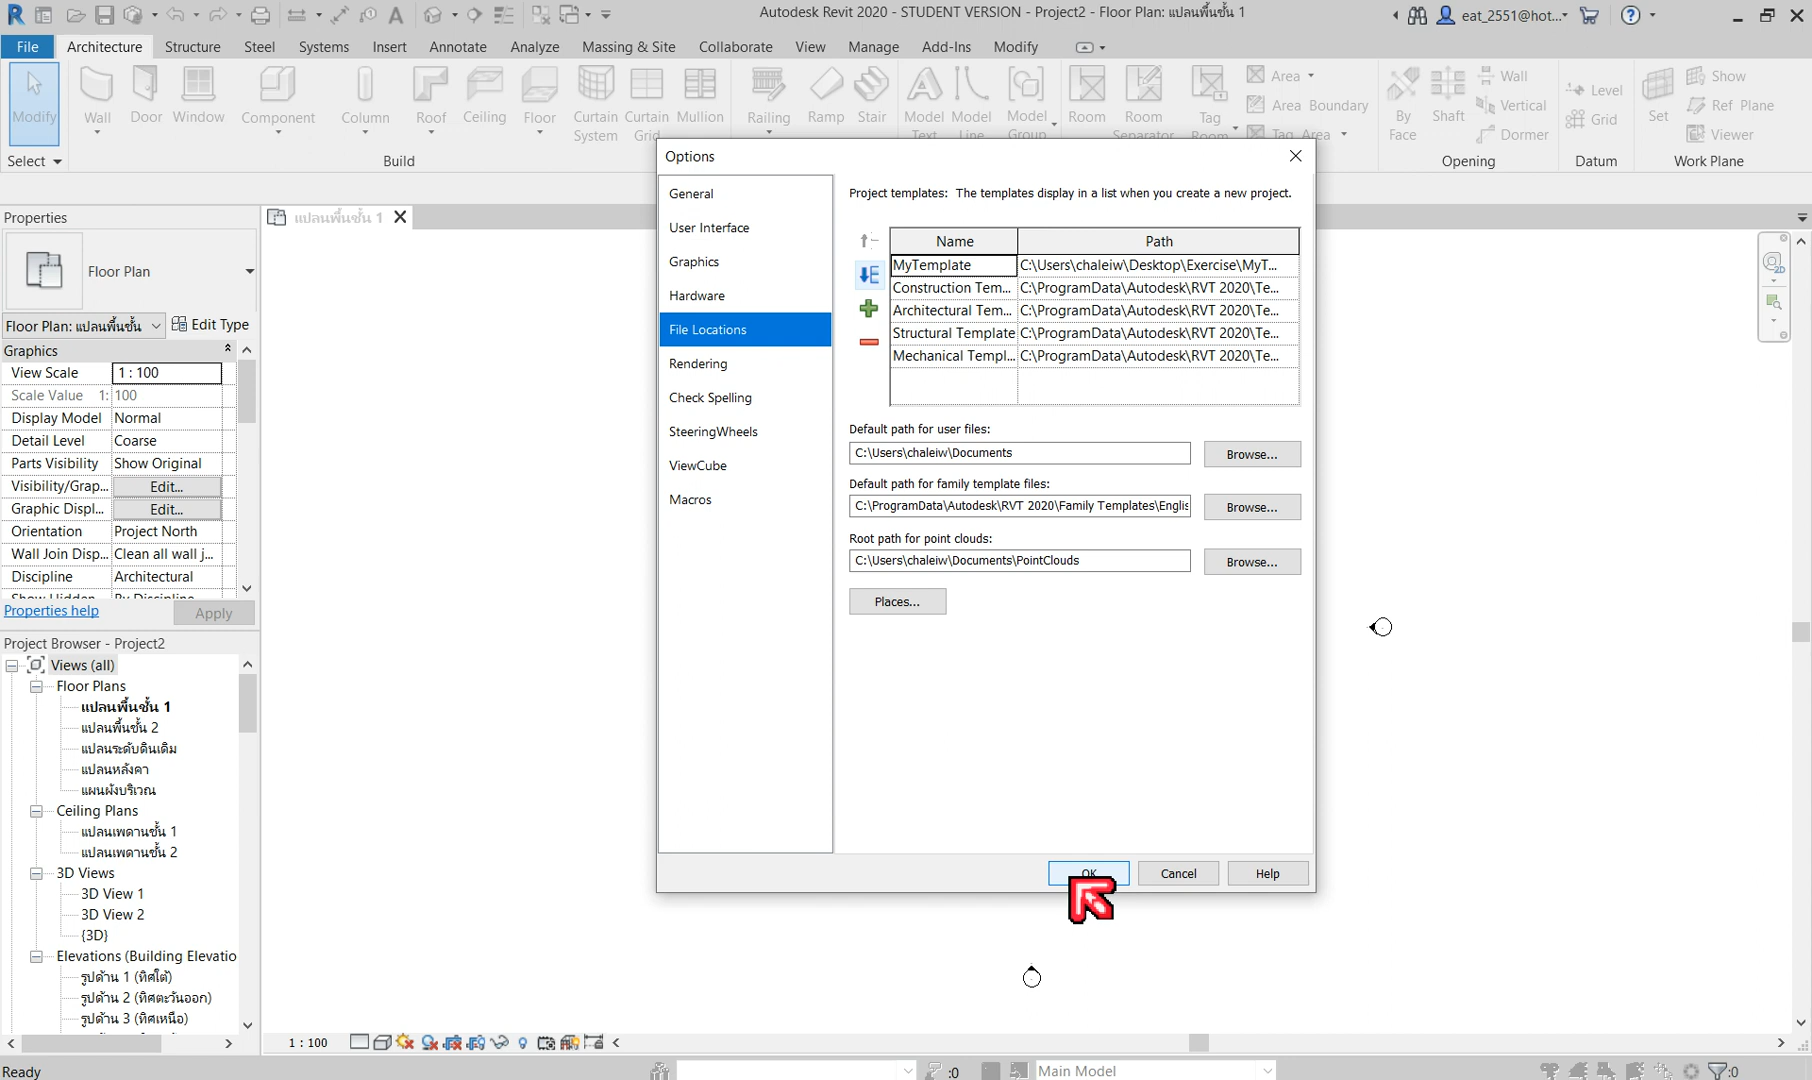 Autodesk Revit 2020 - STUDENT VERSION - Project2 - Floor Plan: แปลนพื้นชั้น 1
eat_2551@hot...
File Architecture Structure Steel Systems Insert Annotate Analyze Massing & Site Collaborate View Manage Add-Ins Modify
Modify
Wall
Door
Window
Component
Column
Roof
Ceiling
Floor
Curtain System
Curtain Grid
Mullion
Railing
Ramp
Stair
Model Text
Model Line
Model Group
Room
Room Separator
Tag Room
Area
Area Boundary
Tag Area
By Face
Shaft
Wall
Vertical
Dormer
Level
Grid
Set
Show
Ref Plane
Viewer
Select
Build
Opening
Datum
Work Plane
Properties
แปลนพื้นชั้น 1
Floor Plan
Floor Plan: แปลนพื้นชั้น
Edit Type
Graphics
View Scale 1 : 100
Scale Value 1: 100
Display Model Normal
Detail Level Coarse
Parts Visibility Show Original
Visibility/Grap... Edit...
Graphic Displ... Edit...
Orientation Project North
Wall Join Disp... Clean all wall j...
Discipline Architectural
Show Hidden By Discipline
Properties help
Apply
Project Browser - Project2
Views (all)
Floor Plans
แปลนพื้นชั้น 1
แปลนพื้นชั้น 2
แปลนระดับดินเดิม
แปลนหลังคา
แผนผังบริเวณ
Ceiling Plans
แปลนเพดานชั้น 1
แปลนเพดานชั้น 2
3D Views
3D View 1
3D View 2
{3D}
Elevations (Building Elevatio
รูปด้าน 1 (ทิศใต้)
รูปด้าน 2 (ทิศตะวันออก)
รูปด้าน 3 (ทิศเหนือ)
Options
General
User Interface
Graphics
Hardware
File Locations
Rendering
Check Spelling
SteeringWheels
ViewCube
Macros
Project templates: The templates display in a list when you create a new project.
Name Path
MyTemplate C:\Users\chaleiw\Desktop\Exercise\MyT...
Construction Tem... C:\ProgramData\Autodesk\RVT 2020\Te...
Architectural Tem... C:\ProgramData\Autodesk\RVT 2020\Te...
Structural Template C:\ProgramData\Autodesk\RVT 2020\Te...
Mechanical Templ... C:\ProgramData\Autodesk\RVT 2020\Te...
Default path for user files:
C:\Users\chaleiw\Documents
Browse...
Default path for family template files:
C:\ProgramData\Autodesk\RVT 2020\Family Templates\Englis
Browse...
Root path for point clouds:
C:\Users\chaleiw\Documents\PointClouds
Browse...
Places...
OK
Cancel
Help
1 : 100
Ready
:0
Main Model
:0